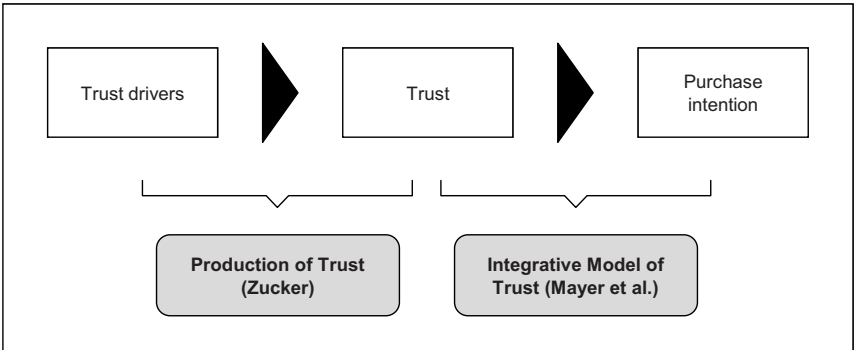 Trust drivers
Trust
Purchase
intention
Production of Trust
(Zucker)
Integrative Model of
Trust (Mayer et al.)